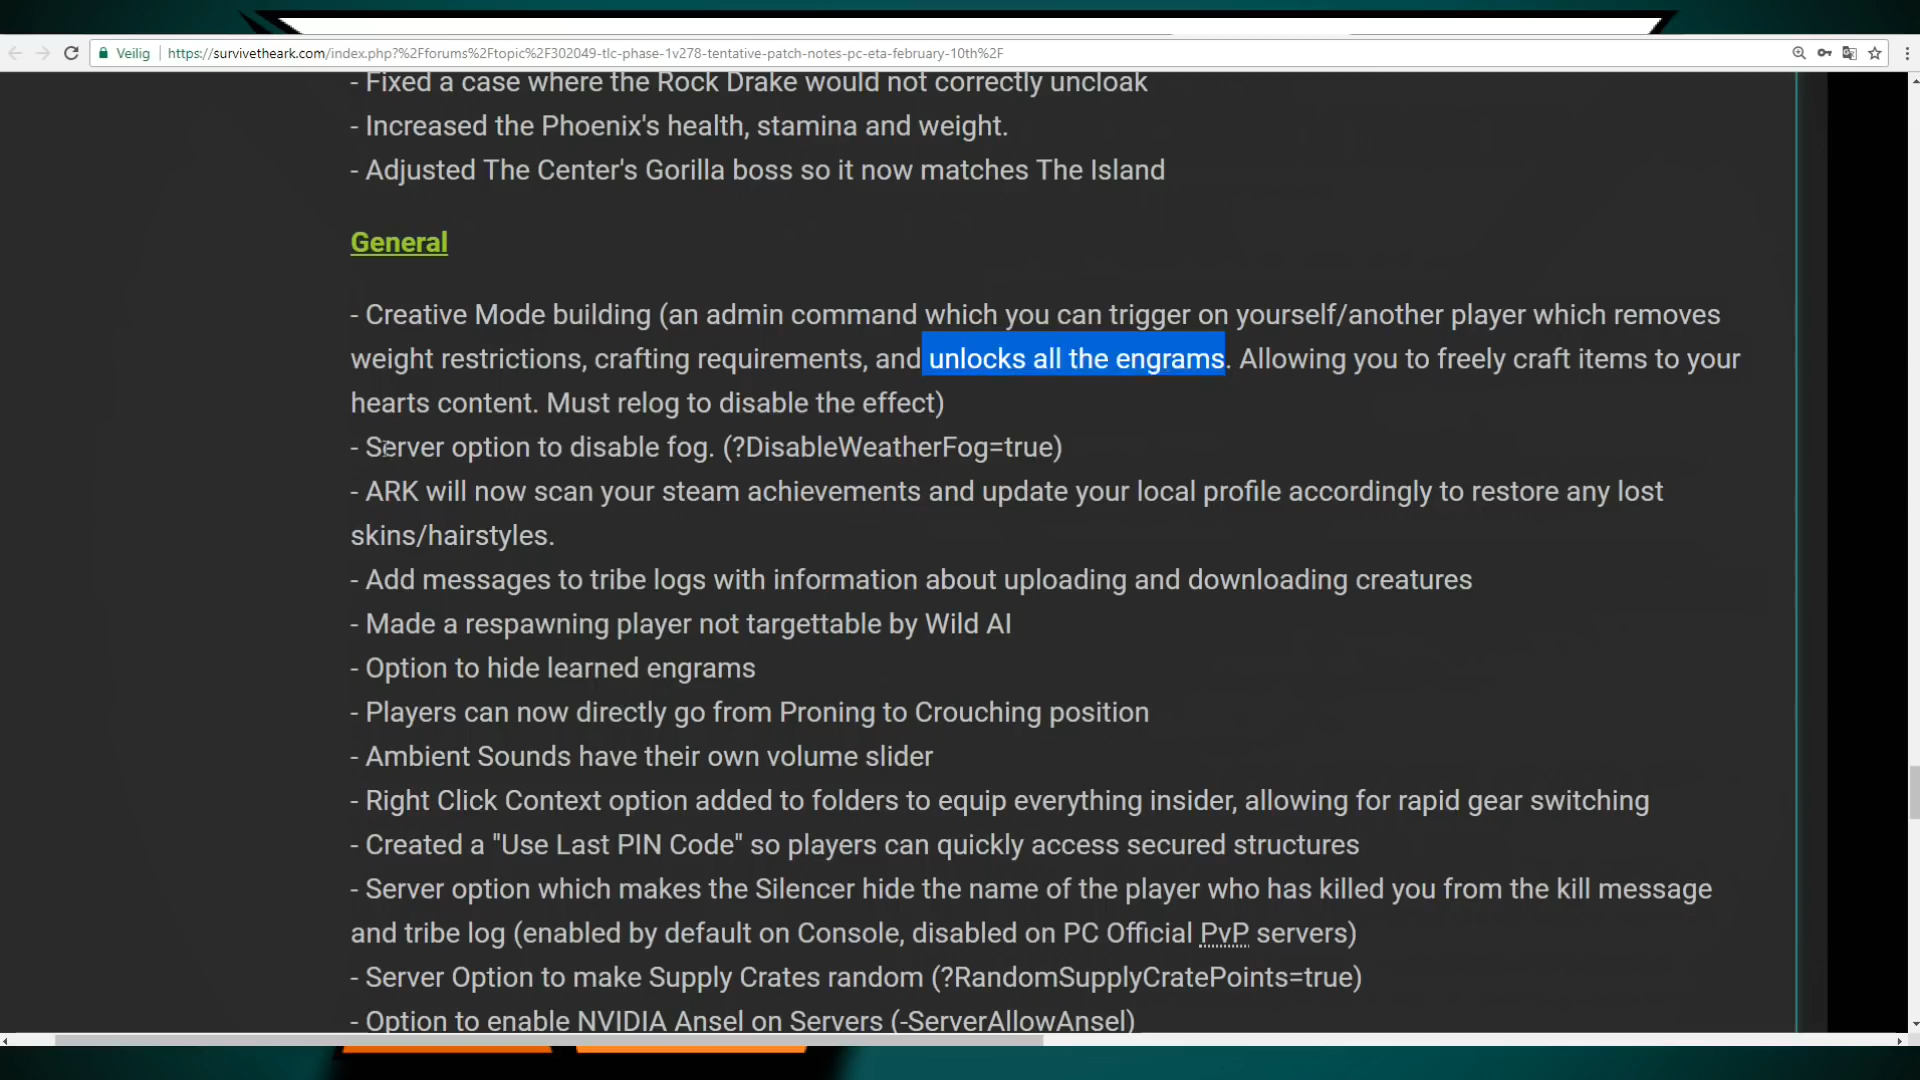 Veilig https://survivetheark.com/index.php?%2Fforums%2Ftopic%2F302049-tlc-phase-1v278-tentative-patch-notes-pc-eta-february-10th%2F
- Fixed a case where the Rock Drake would not correctly uncloak
- Increased the Phoenix's health, stamina and weight.
- Adjusted The Center's Gorilla boss so it now matches The Island
General
- Creative Mode building (an admin command which you can trigger on yourself/another player which removes
weight restrictions, crafting requirements, and unlocks all the engrams. Allowing you to freely craft items to your
hearts content. Must relog to disable the effect)
- Server option to disable fog. (?DisableWeatherFog=true)
- ARK will now scan your steam achievements and update your local profile accordingly to restore any lost
skins/hairstyles.
- Add messages to tribe logs with information about uploading and downloading creatures
- Made a respawning player not targettable by Wild AI
- Option to hide learned engrams
- Players can now directly go from Proning to Crouching position
- Ambient Sounds have their own volume slider
- Right Click Context option added to folders to equip everything insider, allowing for rapid gear switching
- Created a "Use Last PIN Code" so players can quickly access secured structures
- Server option which makes the Silencer hide the name of the player who has killed you from the kill message
and tribe log (enabled by default on Console, disabled on PC Official PvP servers)
- Server Option to make Supply Crates random (?RandomSupplyCratePoints=true)
- Option to enable NVIDIA Ansel on Servers (-ServerAllowAnsel)